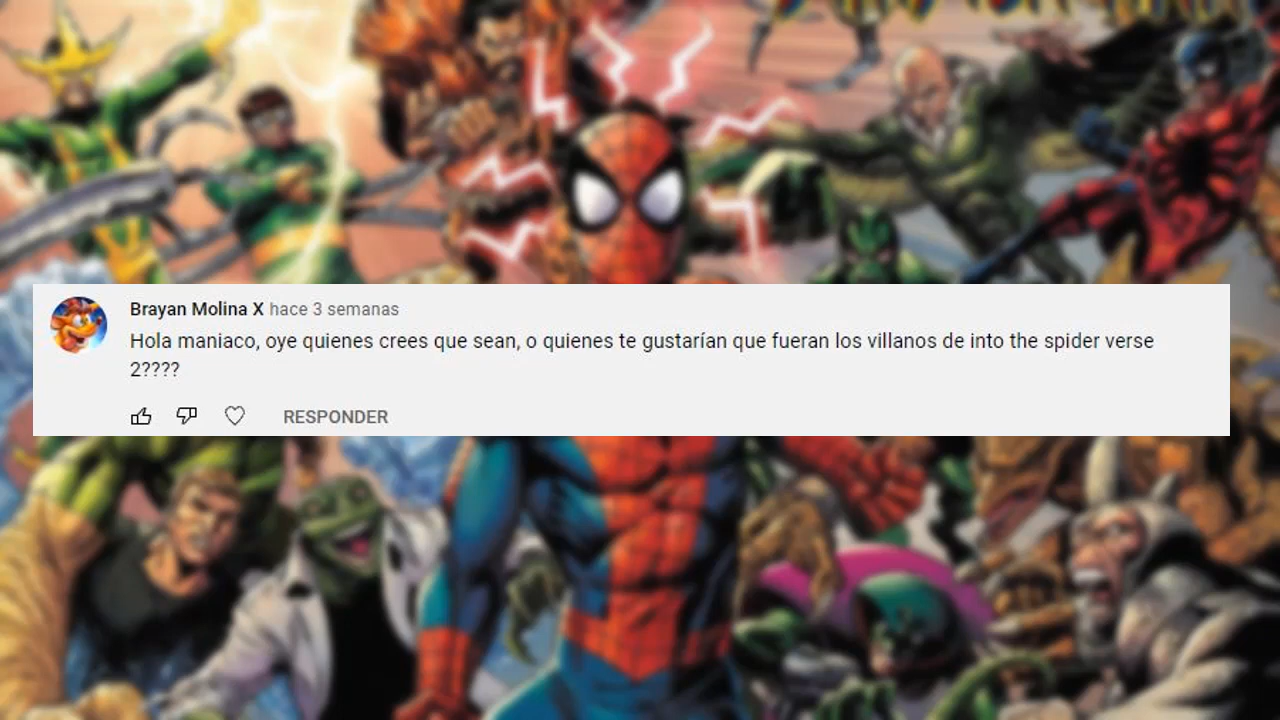 Brayan Molina X hace 3 semanas
Hola maniaco, oye quienes crees que sean, o quienes te gustarían que fueran los villanos de into the spider verse
2????
RESPONDER